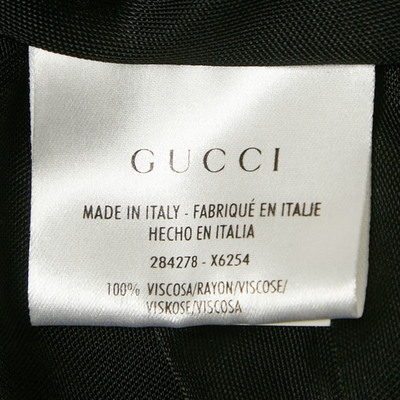 GUCCI
MADE IN ITALY - FABRIQUÉ EN ITALIE
HECHO EN ITALIA
284278 - X6254
100% VISCOSA/RAYON/VISCOSE/
VISKOSE/VISCOSA